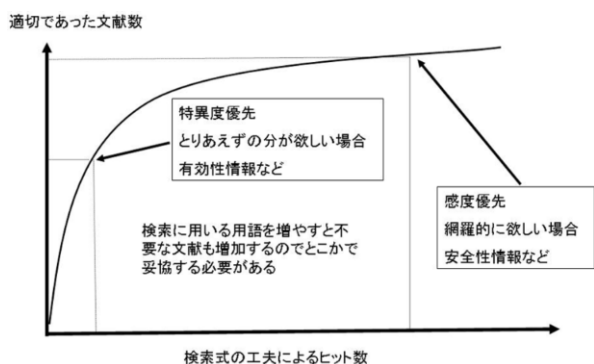 適切であった文献数
特異度優先
とりあえずの分が欲しい場合
有効性情報など
感度優先
網羅的に欲しい場合
安全性情報など
検索に用いる用語を増やすと不
要な文献も増加するのでとこかで
妥協する必要がある
検索式の工夫によるヒット数